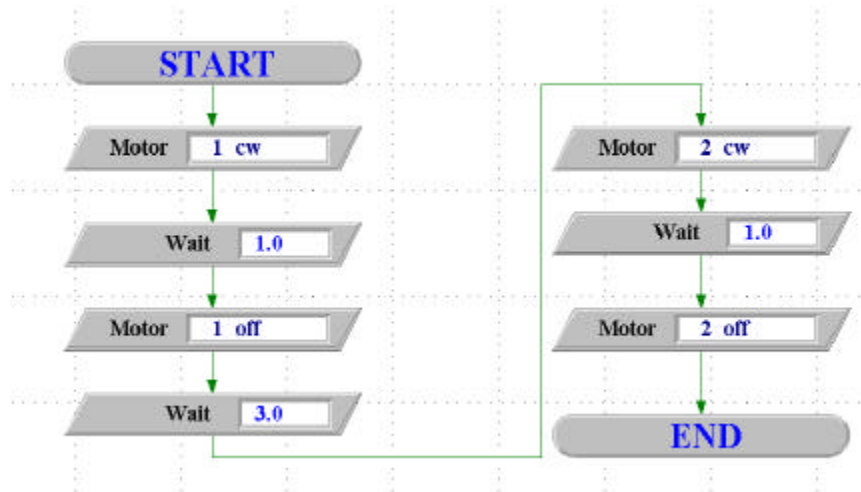 START
Motor 1 cw
Wait 1.0
Motor 1 off
Wait 3.0
Motor 2 cw
Wait 1.0
Motor 2 off
END